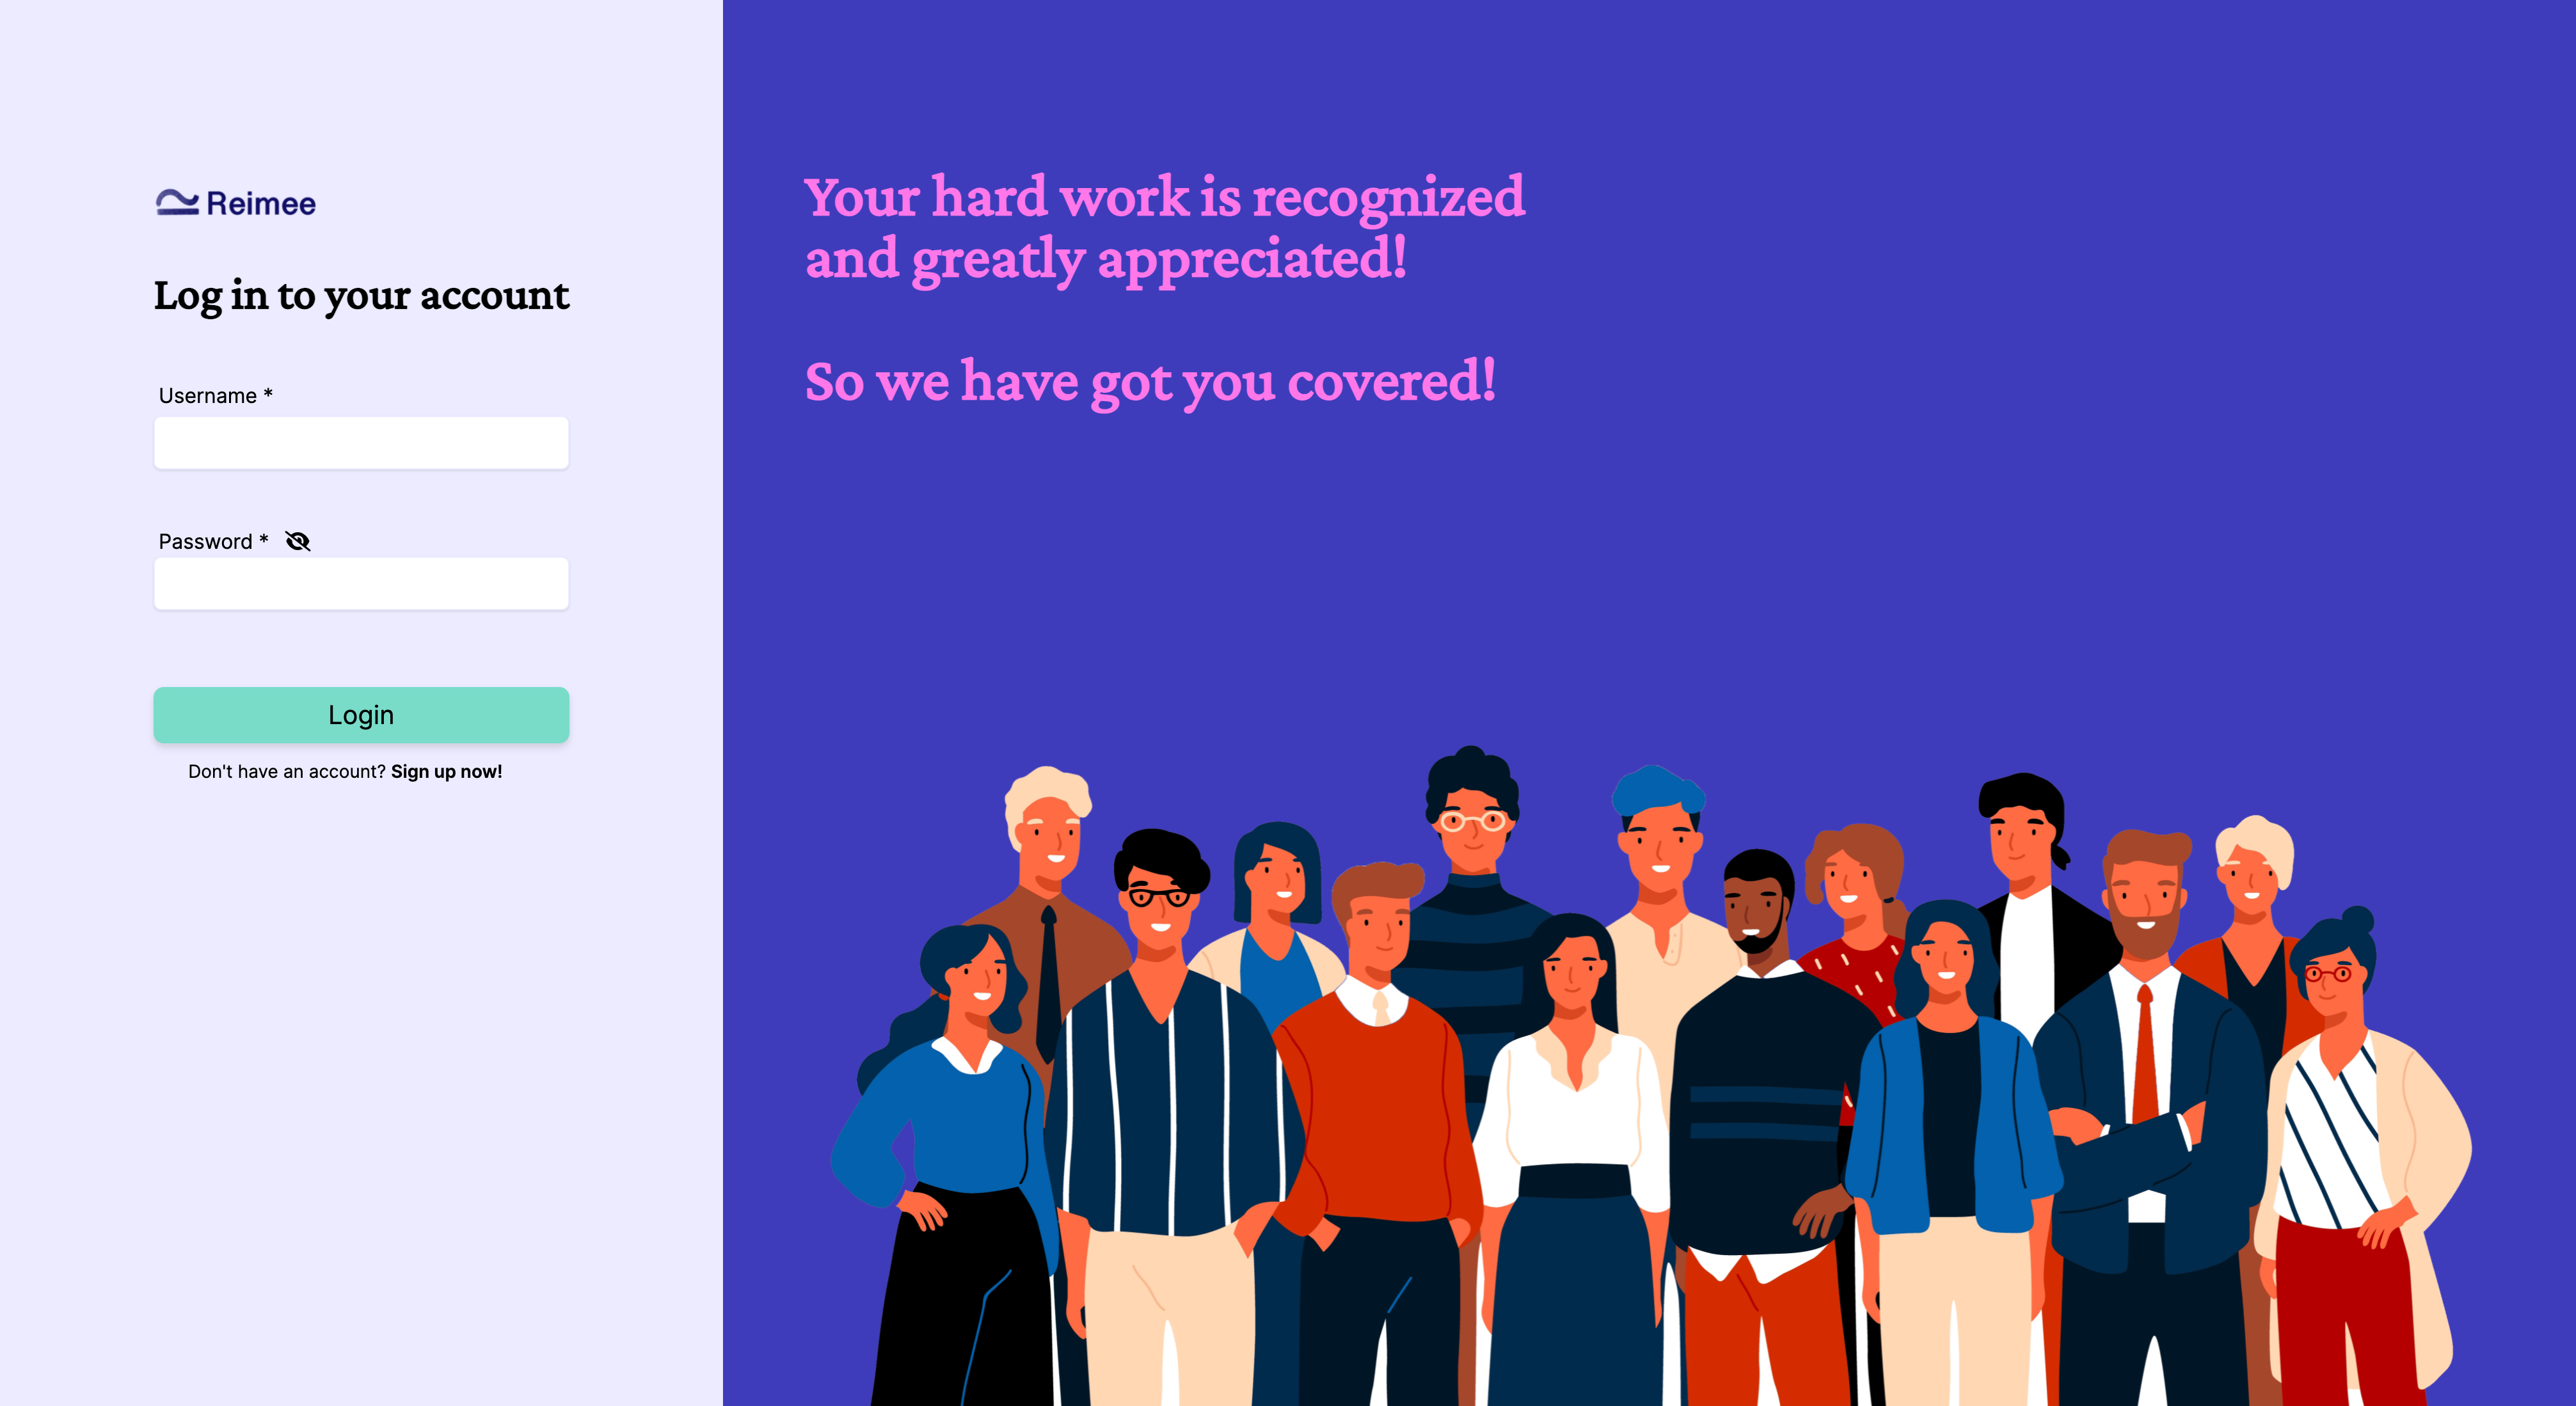 Reimee
Log in to your account
Username *
Password *
Login
Don't have an account? Sign up now!
Your hard work is recognized
and greatly appreciated!
So we have got you covered!